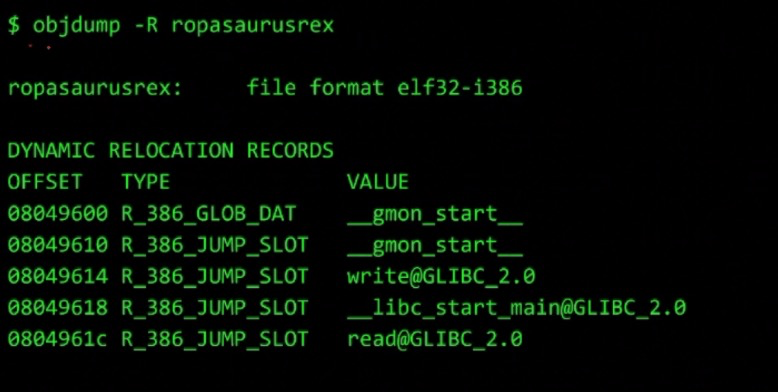 $ objdump -R ropasaurusrex
ropasaurusrex:     file format elf32-i386
DYNAMIC RELOCATION RECORDS
OFFSET   TYPE              VALUE
08049600 R_386_GLOB_DAT    __gmon_start__
08049610 R_386_JUMP_SLOT   __gmon_start__
08049614 R_386_JUMP_SLOT   write@GLIBC_2.0
08049618 R_386_JUMP_SLOT   __libc_start_main@GLIBC_2.0
0804961c R_386_JUMP_SLOT   read@GLIBC_2.0